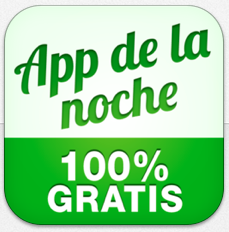 App de la
noche
100%
GRATIS